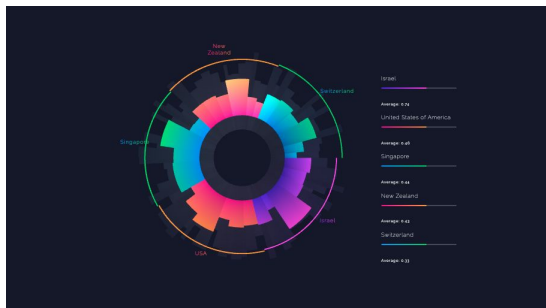 New
Zealand
Switzerland
Singapore
Israel
USA
Israel
Average: 0.74
United States of America
Average: 0.46
Singapore
Average: 0.44
New Zealand
Average: 0.43
Switzerland
Average: 0.33